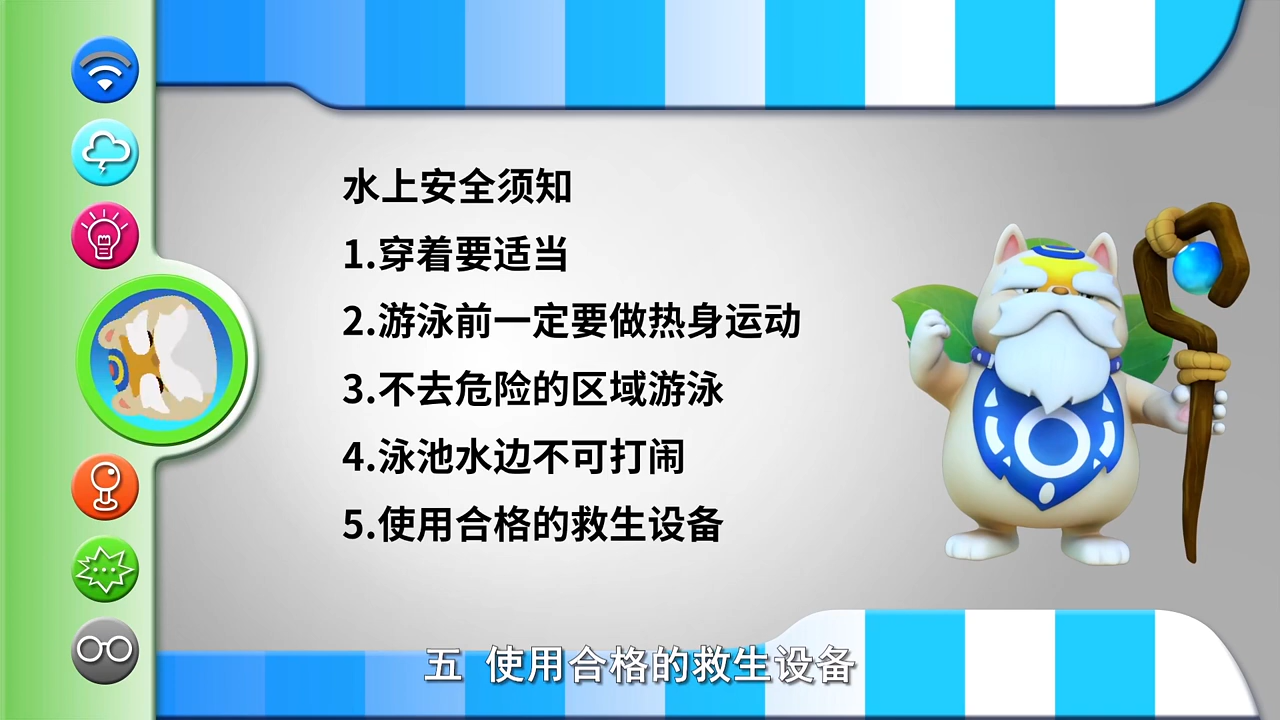 水上安全须知
1.穿着要适当
2.游泳前一定要做热身运动
3.不去危险的区域游泳
4.泳池水边不可打闹
5.使用合格的救生设备
五 使用合格的救生设备